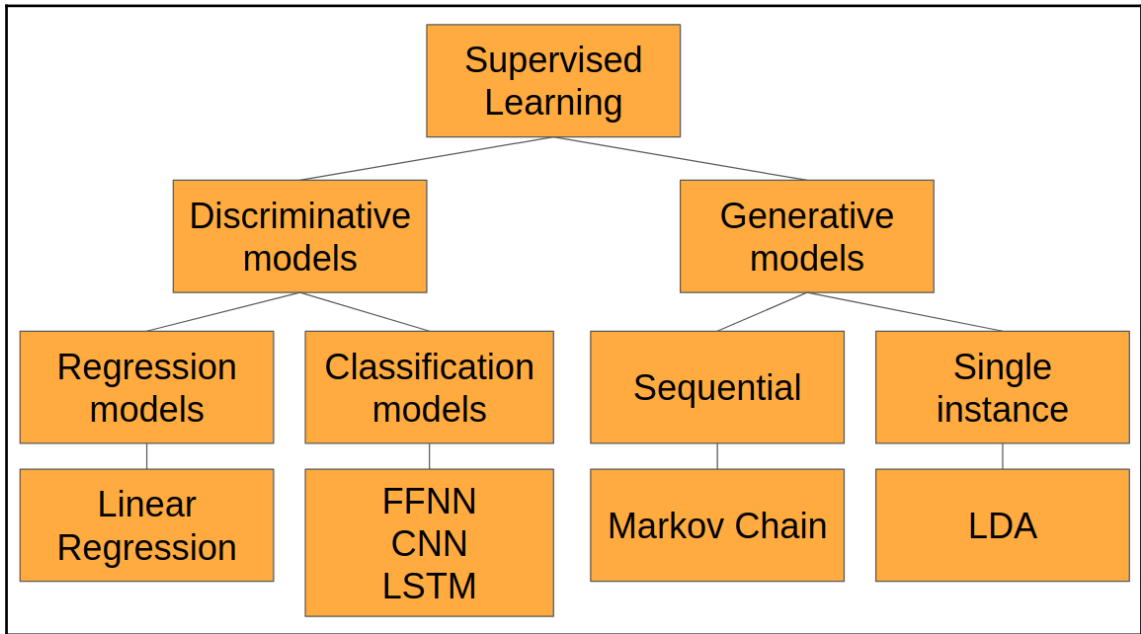 Supervised
Learning
Discriminative
models
Generative
models
Regression
models
Classification
models
Sequential
Single
instance
Linear
Regression
FFNN
CNN
LSTM
Markov Chain
LDA